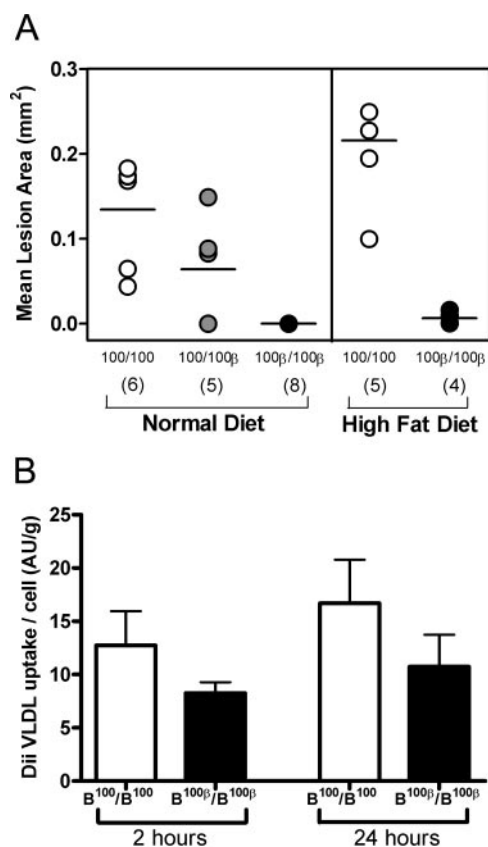 A
Mean Lesion Area (mm²)
0.3
0.2
0.1
0.0
100/100 100/100β 100β/100β 100/100 100β/100β
(6) (5) (8) (5) (4)
Normal Diet High Fat Diet
B
Dii VLDL uptake / cell (AU/g)
25
20
15
10
5
0
B¹⁰⁰/B¹⁰⁰ B¹⁰⁰β/B¹⁰⁰β B¹⁰⁰/B¹⁰⁰ B¹⁰⁰β/B¹⁰⁰β
2 hours 24 hours